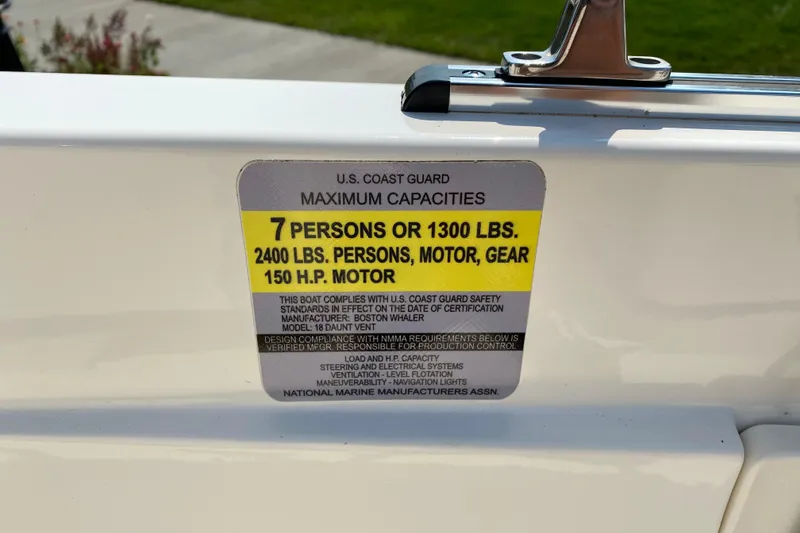 U.S. COAST GUARD
MAXIMUM CAPACITIES
7 PERSONS OR 1300 LBS.
2400 LBS. PERSONS, MOTOR, GEAR
150 H.P. MOTOR
THIS BOAT COMPLIES WITH U.S. COAST GUARD SAFETY
STANDARDS IN EFFECT ON THE DATE OF CERTIFICATION
MANUFACTURER: BOSTON WHALER
MODEL: 18 DAUNT VENT
DESIGN COMPLIANCE WITH NMMA REQUIREMENTS BELOW IS
VERIFIED MFGR. RESPONSIBLE FOR PRODUCTION CONTROL
LOAD AND H.P. CAPACITY
STEERING AND ELECTRICAL SYSTEMS
VENTILATION - LEVEL FLOTATION
MANEUVERABILITY - NAVIGATION LIGHTS
NATIONAL MARINE MANUFACTURERS ASSN.